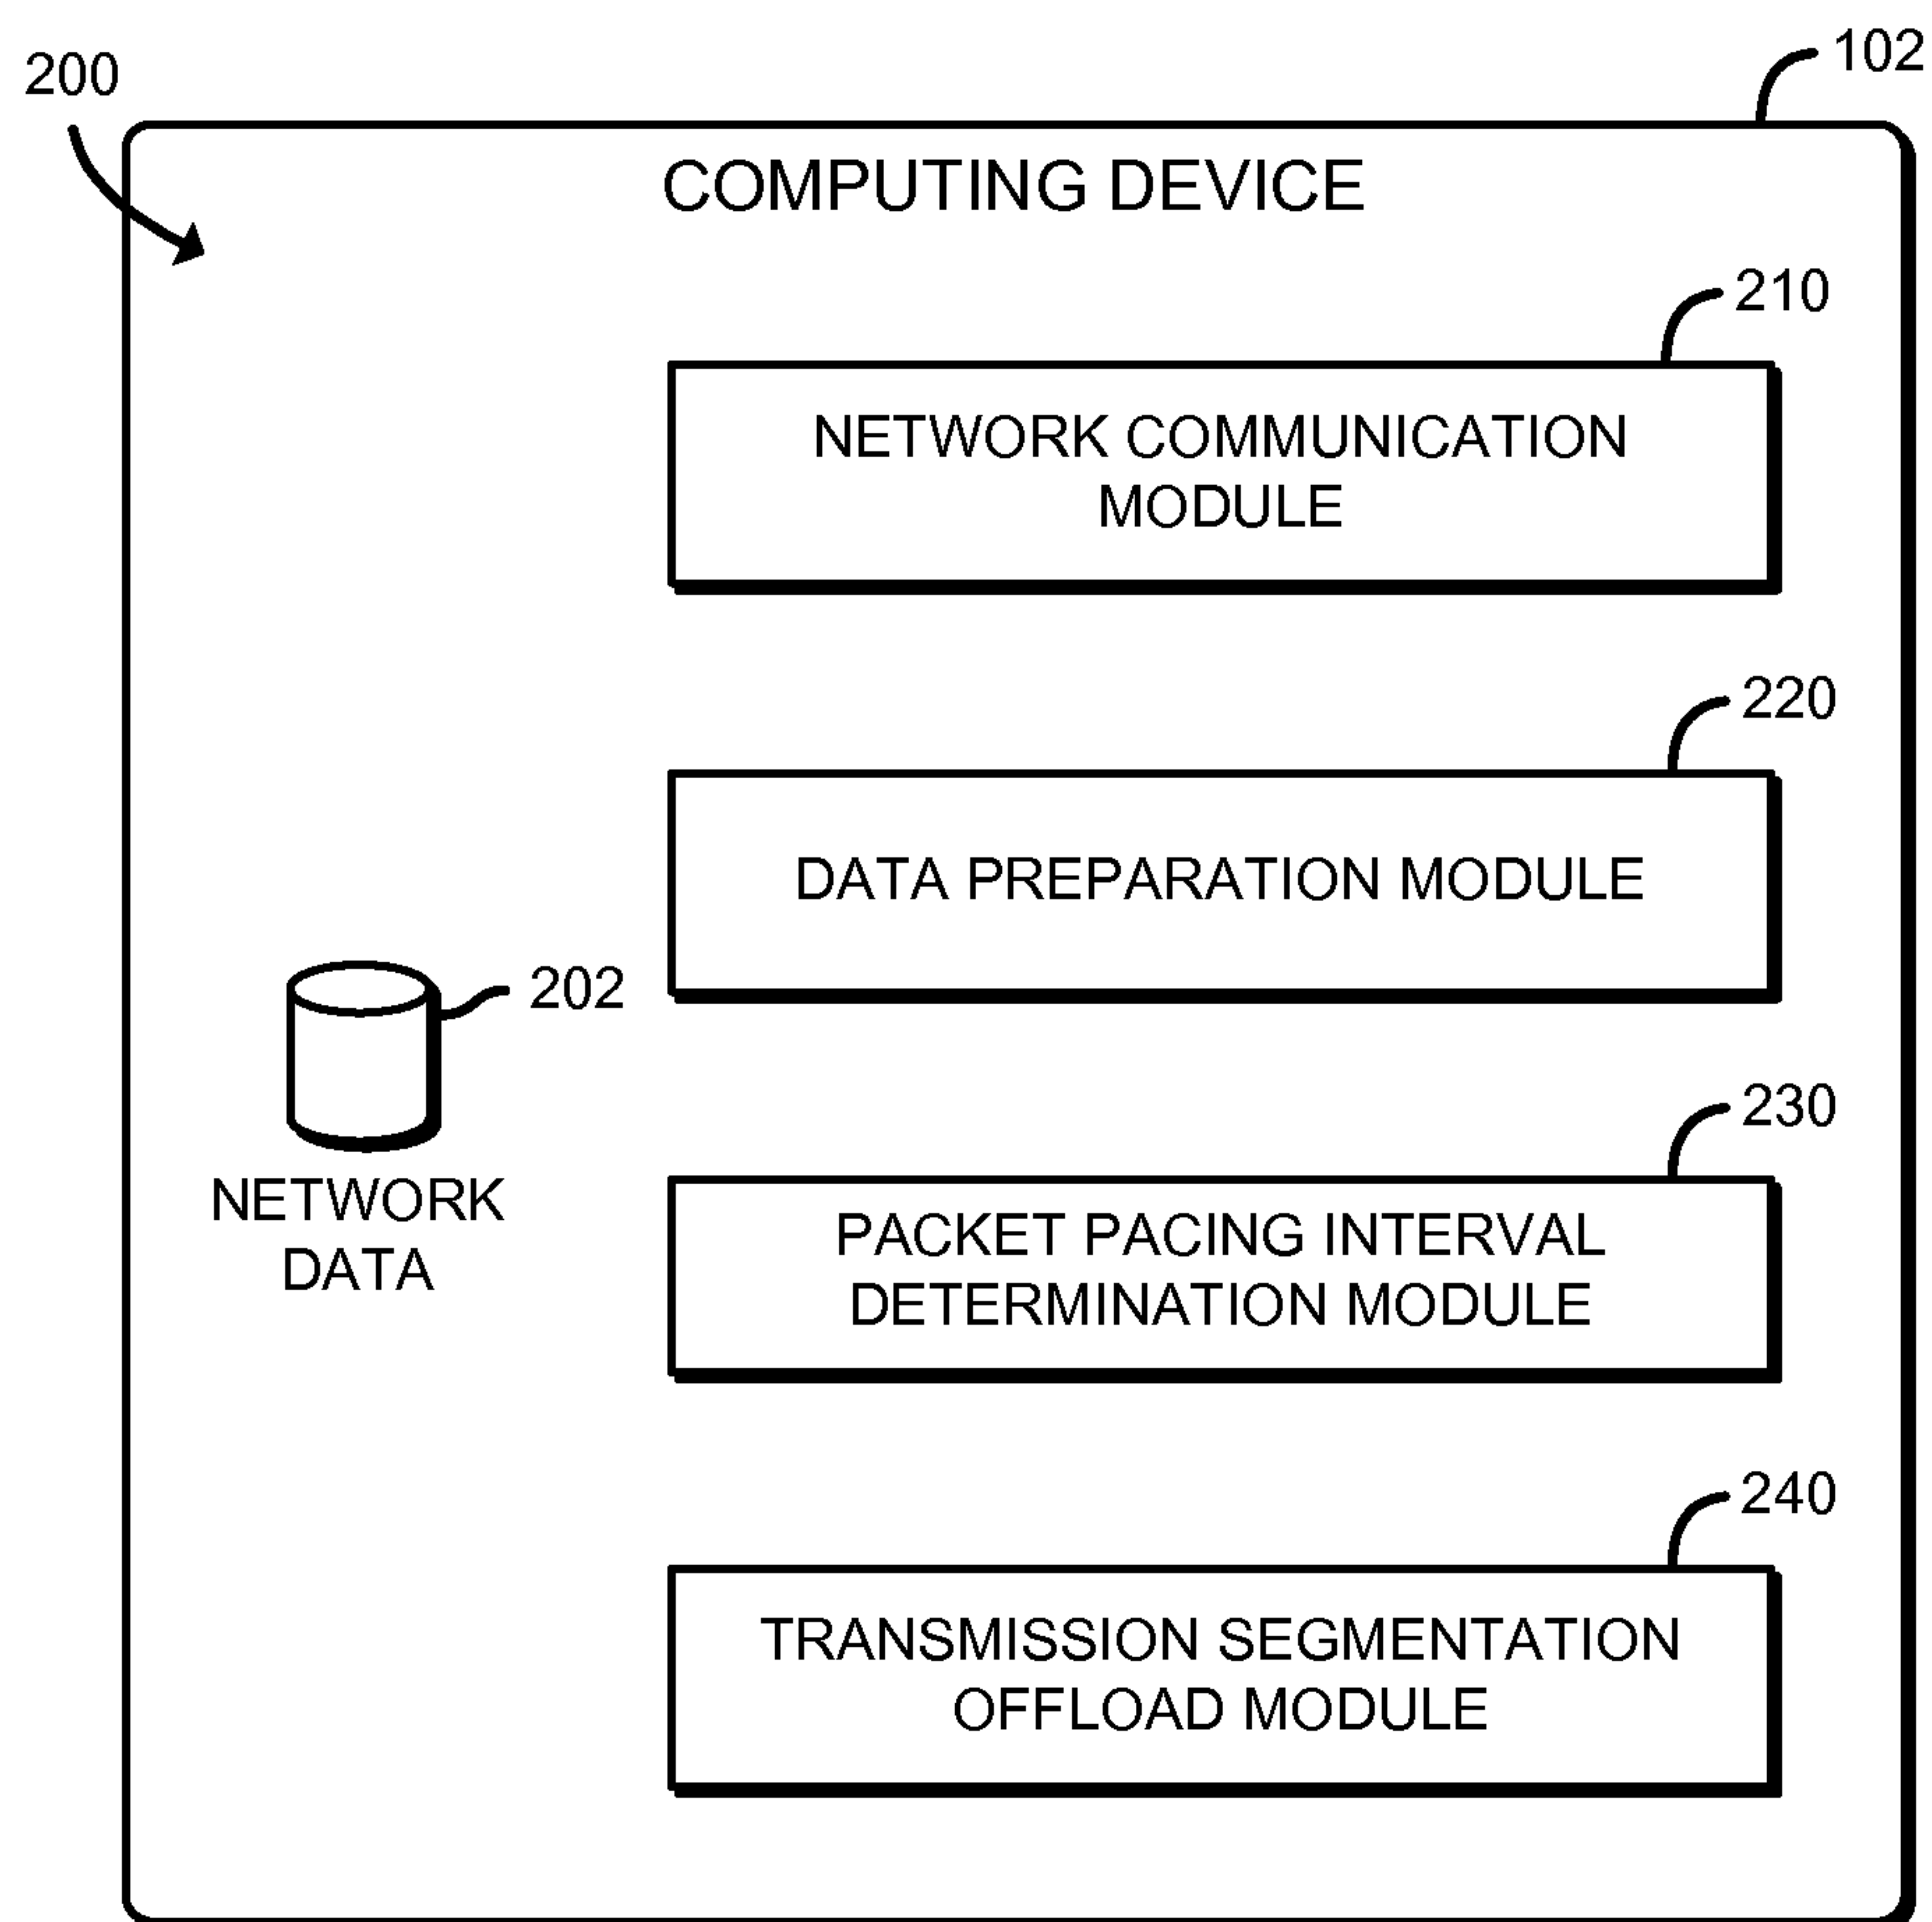 200
102
COMPUTING DEVICE
210
NETWORK COMMUNICATION
MODULE
220
DATA PREPARATION MODULE
202
NETWORK
DATA
230
PACKET PACING INTERVAL
DETERMINATION MODULE
240
TRANSMISSION SEGMENTATION
OFFLOAD MODULE